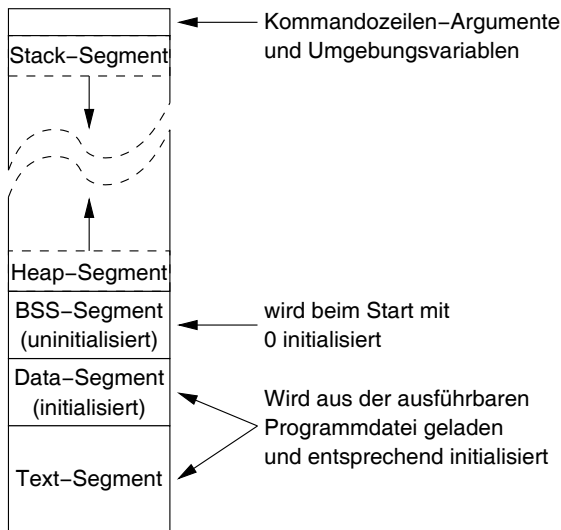 Kommandozeilen−Argumente
und Umgebungsvariablen
Stack−Segment
Heap−Segment
BSS−Segment
(uninitialisiert)
wird beim Start mit
0 initialisiert
Data−Segment
(initialisiert)
Wird aus der ausführbaren
Programmdatei geladen
und entsprechend initialisiert
Text−Segment